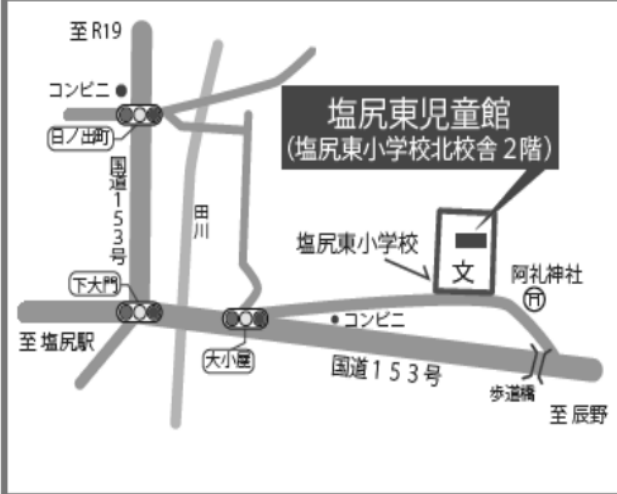 至 R19
コンビニ
日ノ出町
国道153号
田川
塩尻東児童館
(塩尻東小学校北校舎2階)
塩尻東小学校
文
阿礼神社
下大門
至 塩尻駅
大小屋
コンビニ
国道153号
歩道橋
至 辰野